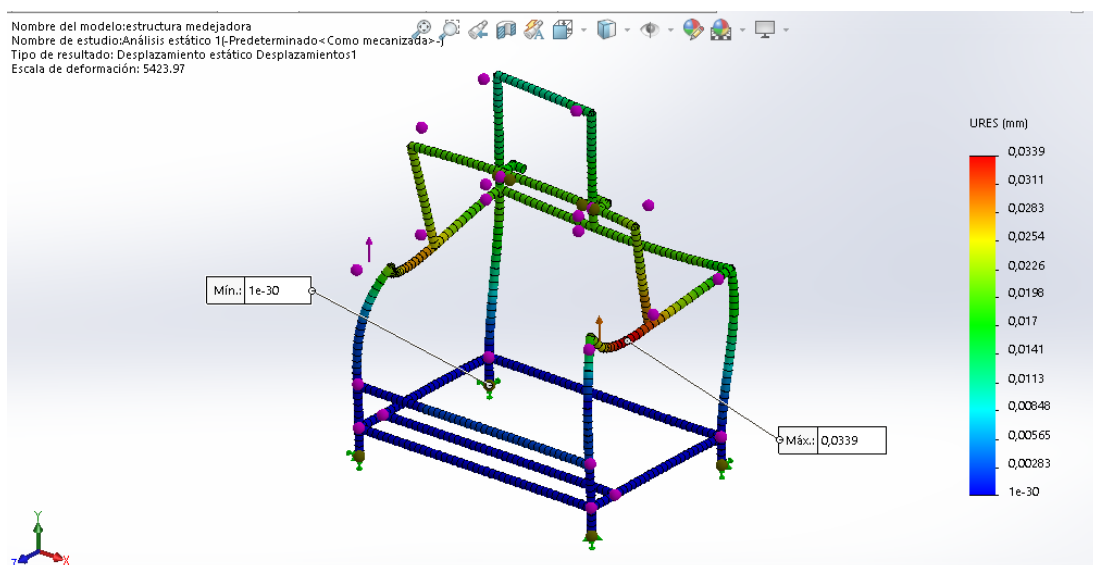 Nombre del modelo:estructura medejadora
Nombre de estudio:Análisis estático 1(-Predeterminado<Como mecanizada>-)
Tipo de resultado: Desplazamiento estático Desplazamientos1
Escala de deformación: 5423.97
URES (mm)
0,0339
0,0311
0,0283
0,0254
0,0226
0,0198
0,017
0,0141
0,0113
0,00848
0,00565
0,00283
1e-30
Mín.: 1e-30
Máx.: 0,0339
Y
Z
X